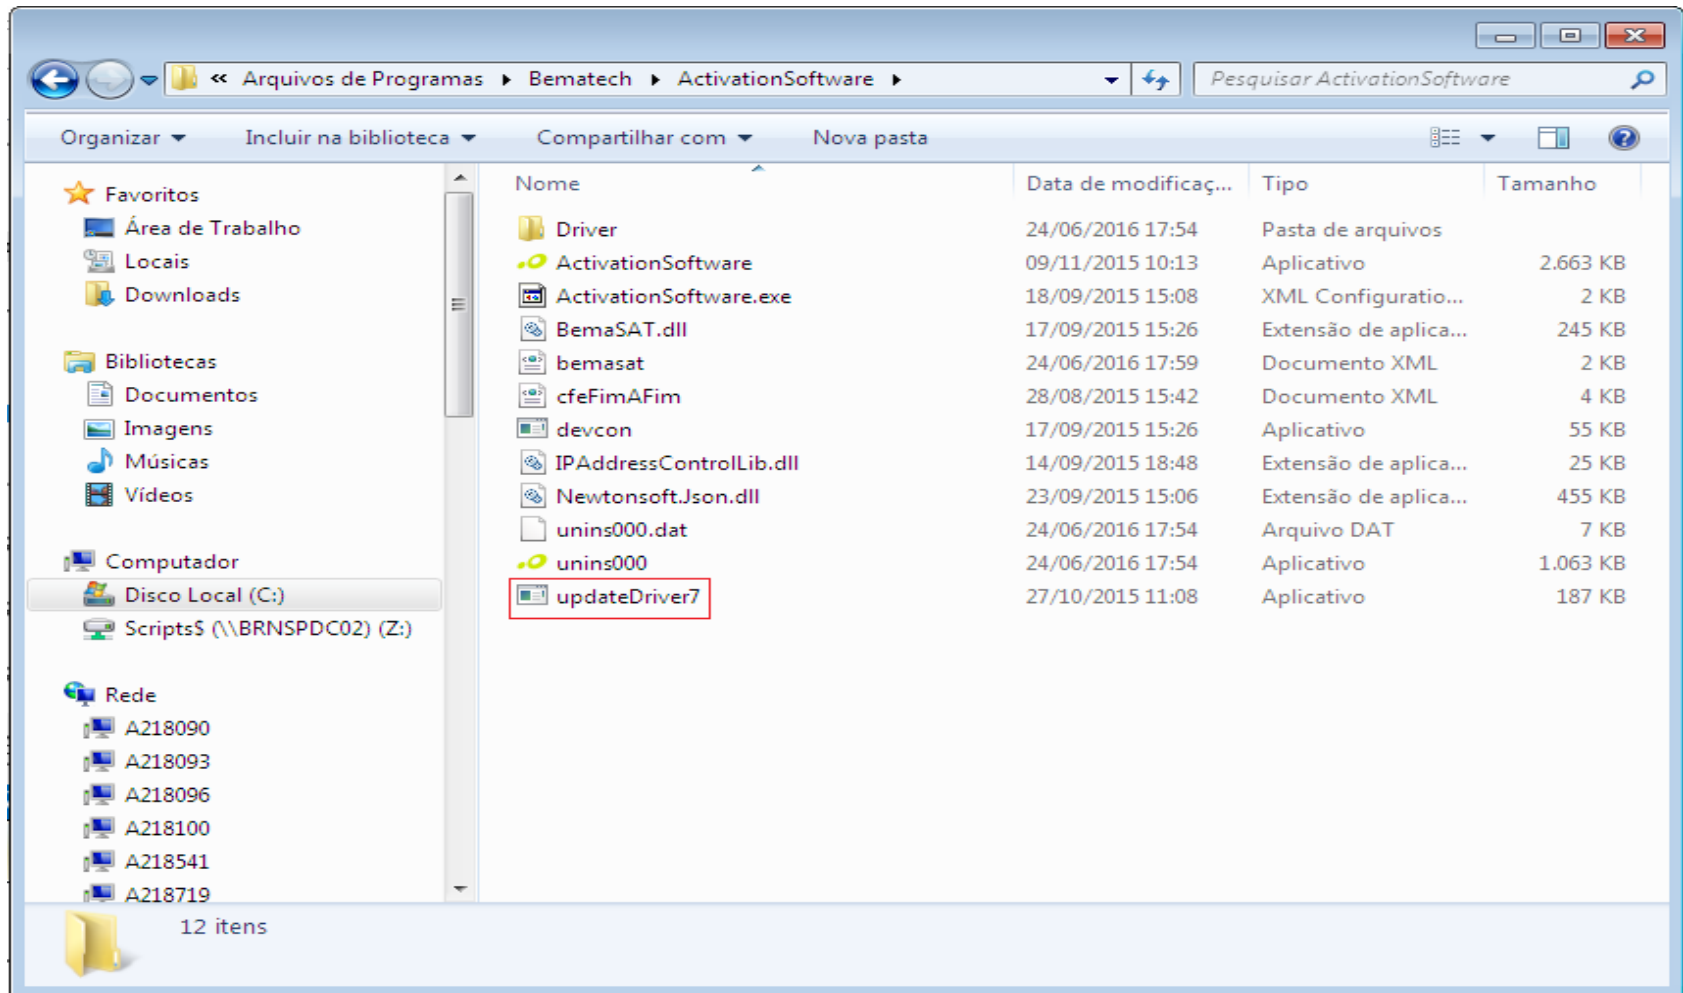 « Arquivos de Programas ▸ Bematech ▸ ActivationSoftware ▸ Pesquisar ActivationSoftware
Organizar Incluir na biblioteca Compartilhar com Nova pasta
Favoritos
Área de Trabalho
Locais
Downloads
Bibliotecas
Documentos
Imagens
Músicas
Vídeos
Computador
Disco Local (C:)
Scripts$ (\\BRNSPDC02) (Z:)
Rede
A218090
A218093
A218096
A218100
A218541
A218719
Nome Data de modificaç... Tipo Tamanho
Driver 24/06/2016 17:54 Pasta de arquivos
ActivationSoftware 09/11/2015 10:13 Aplicativo 2.663 KB
ActivationSoftware.exe 18/09/2015 15:08 XML Configuratio... 2 KB
BemaSAT.dll 17/09/2015 15:26 Extensão de aplica... 245 KB
bemasat 24/06/2016 17:59 Documento XML 2 KB
cfeFimAFim 28/08/2015 15:42 Documento XML 4 KB
devcon 17/09/2015 15:26 Aplicativo 55 KB
IPAddressControlLib.dll 14/09/2015 18:48 Extensão de aplica... 25 KB
Newtonsoft.Json.dll 23/09/2015 15:06 Extensão de aplica... 455 KB
unins000.dat 24/06/2016 17:54 Arquivo DAT 7 KB
unins000 24/06/2016 17:54 Aplicativo 1.063 KB
updateDriver7 27/10/2015 11:08 Aplicativo 187 KB
12 itens